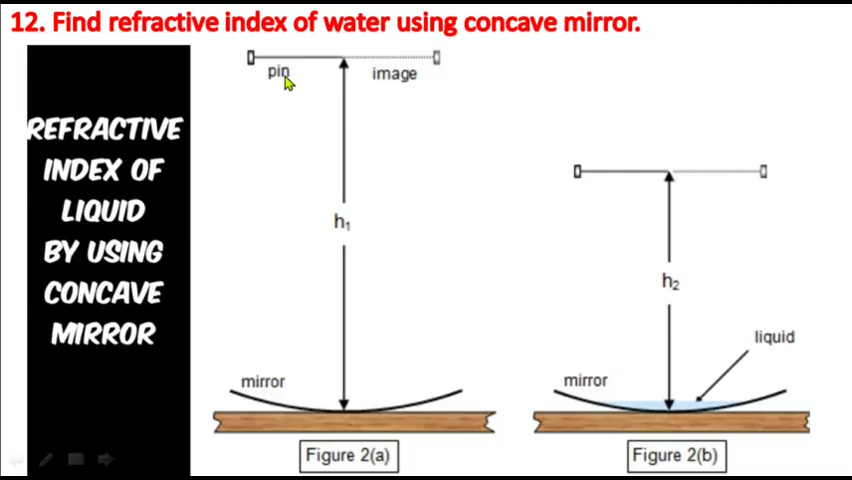 12. Find refractive index of water using concave mirror.
REFRACTIVE
INDEX OF
LIQUID
BY USING
CONCAVE
MIRROR
pin
image
h₁
mirror
Figure 2(a)
h₂
liquid
mirror
Figure 2(b)